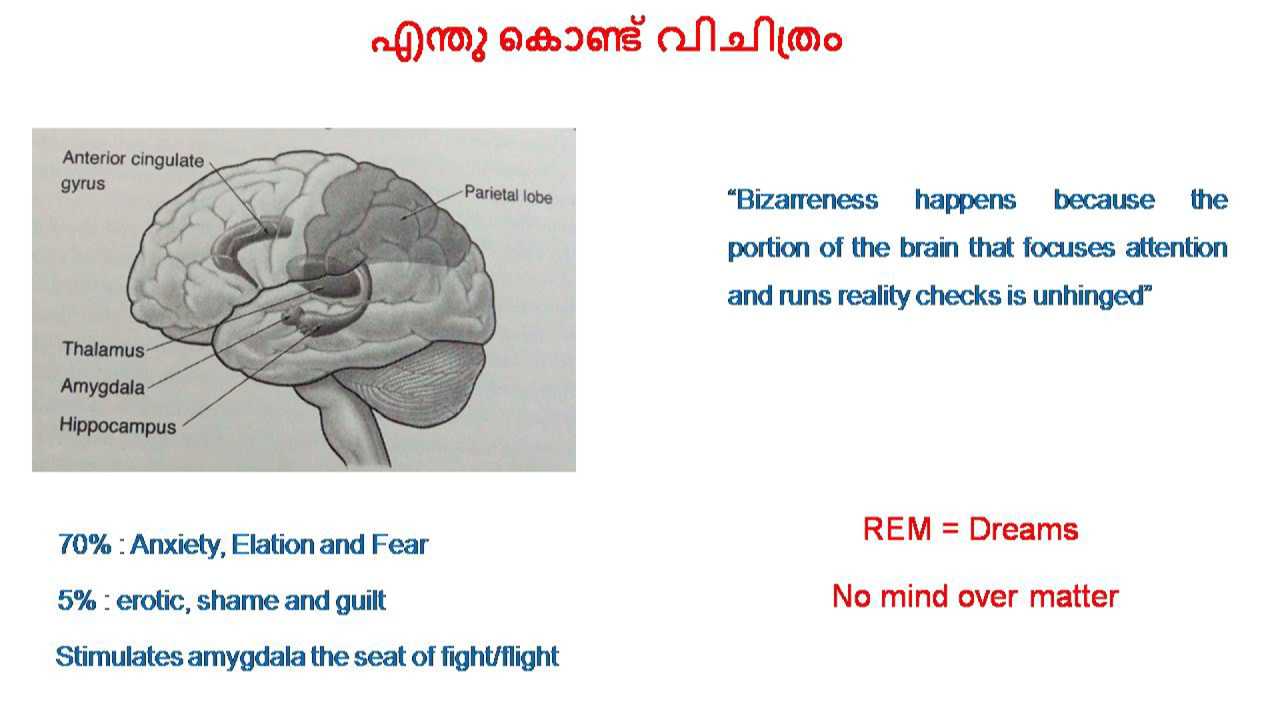 എന്തു കൊണ്ട് വിചിത്രം
Anterior cingulate
gyrus
Parietal lobe
Thalamus
Amygdala
Hippocampus
“Bizarreness happens because the
portion of the brain that focuses attention
and runs reality checks is unhinged”
70% : Anxiety, Elation and Fear
5% : erotic, shame and guilt
Stimulates amygdala the seat of fight/flight
REM = Dreams
No mind over matter